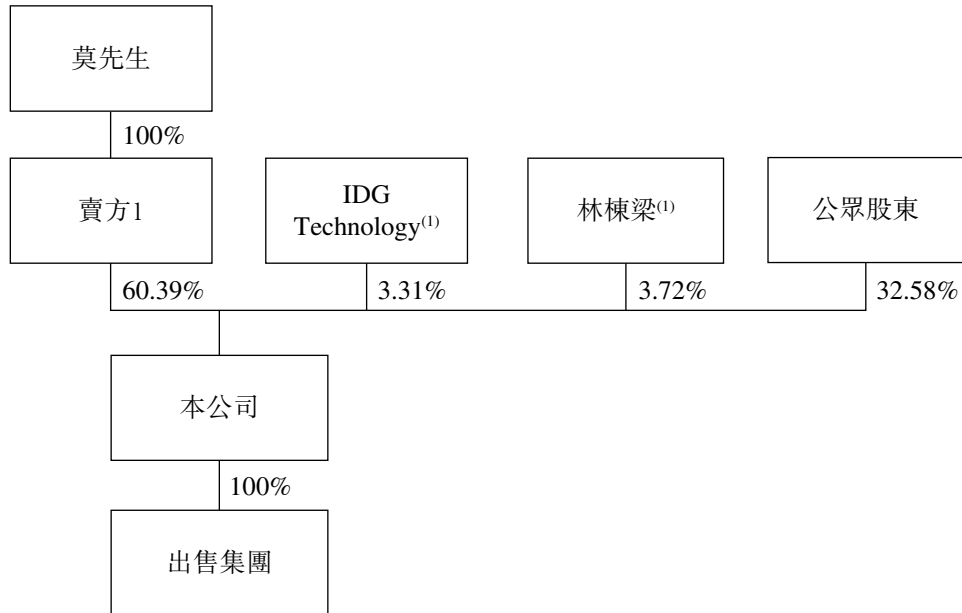 莫先生
100%
賣方1
IDG
Technology(1)
林棟梁(1)
公眾股東
60.39%
3.31%
3.72%
32.58%
本公司
100%
出售集團